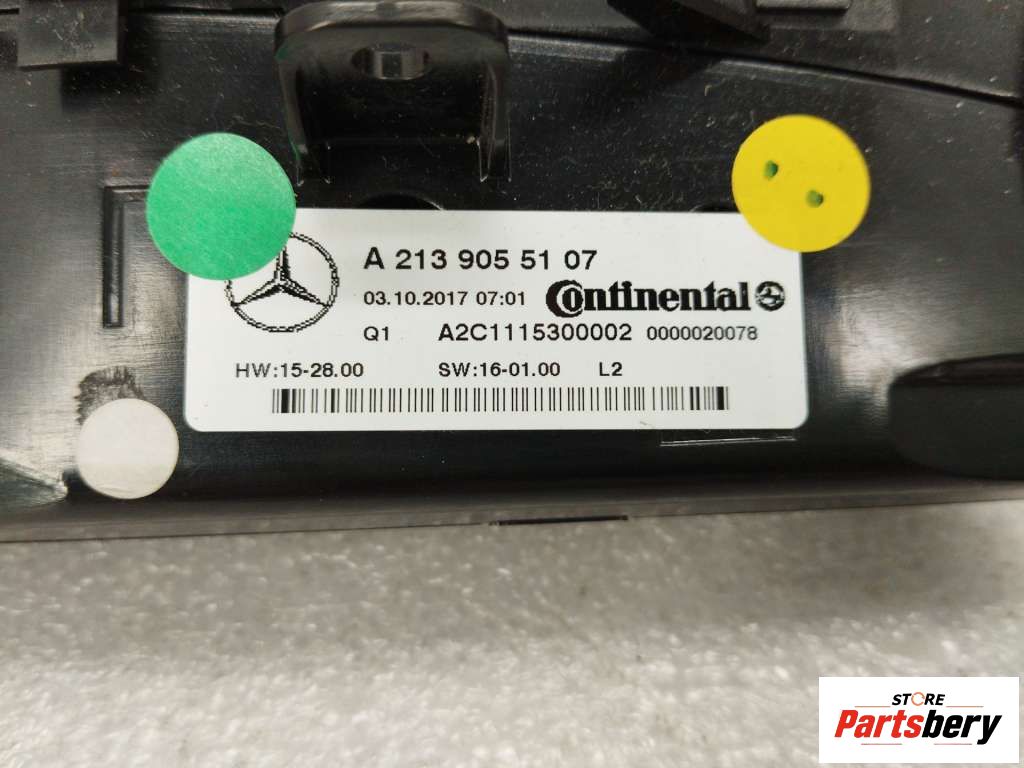 A 213 905 51 07
03.10.2017 07:01 Continental
Q1 A2C1115300002 0000020078
HW:15-28.00 SW:16-01.00 L2
STORE
Partsbery